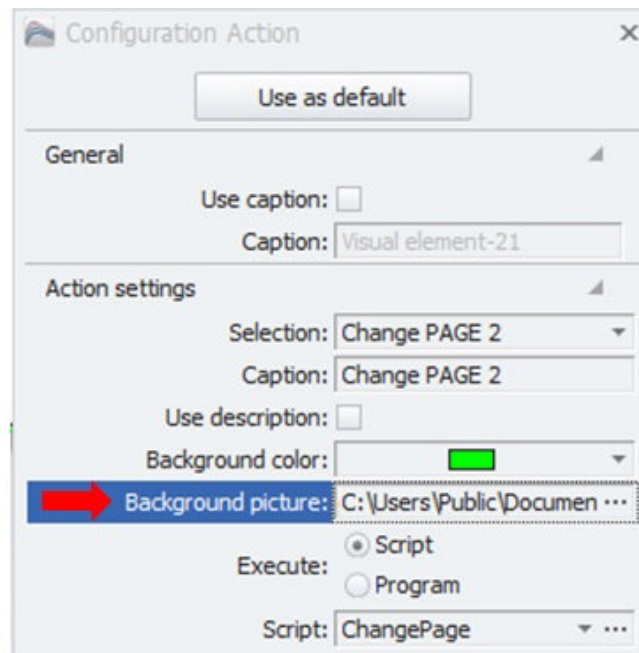 Configuration Action
Use as default
General
Use caption:
Caption: Visual element-21
Action settings
Selection: Change PAGE 2
Caption: Change PAGE 2
Use description:
Background color:
Background picture: C:\Users\Public\Documen ...
Execute: Script
Program
Script: ChangePage ...